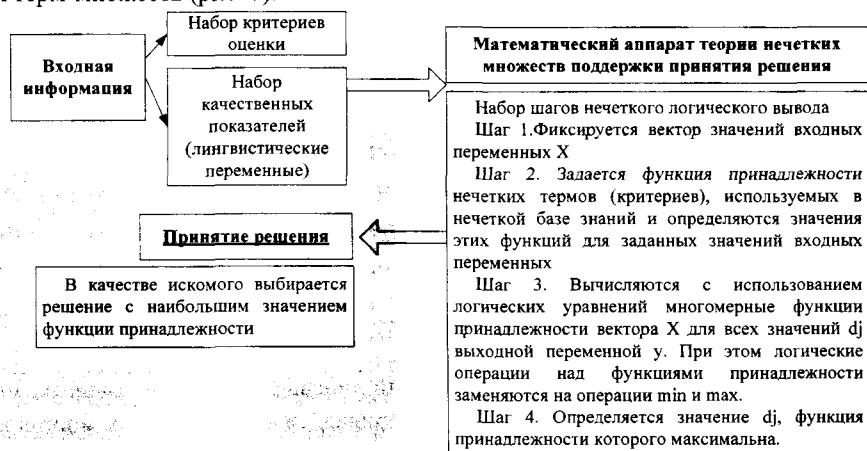 Набор критериев
оценки
Входная
информация
Набор
качественных
показателей
(лингвистические
переменные)
Математический аппарат теории нечетких
множеств поддержки принятия решения
Набор шагов нечеткого логического вывода
Шаг 1.Фиксируется вектор значений входных
переменных X
Шаг 2. Задается функция принадлежности
нечетких термов (критериев), используемых в
нечеткой базе знаний и определяются значения
этих функций для заданных значений входных
переменных
Шаг 3. Вычисляются с использованием
логических уравнений многомерные функции
принадлежности вектора X для всех значений dj
выходной переменной y. При этом логические
операции над функциями принадлежности
заменяются на операции min и max.
Шаг 4. Определяется значение dj, функция
принадлежности которого максимальна.
Принятие решения
В качестве искомого выбирается
решение с наибольшим значением
функции принадлежности